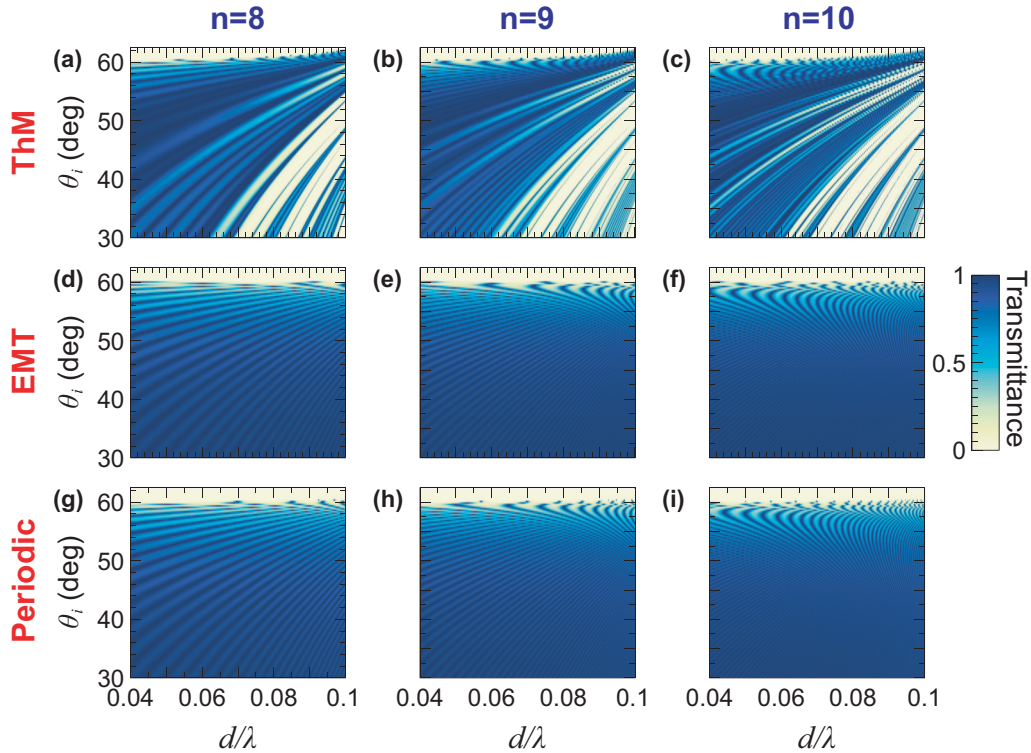 n=8 n=9 n=10
ThM
θi (deg)
(a) (b) (c)
60
50
40
30
EMT
θi (deg)
(d) (e) (f)
60
50
40
30
1
0.5
0
Transmittance
Periodic
θi (deg)
(g) (h) (i)
60
50
40
30
0.04 0.06 0.08 0.1 0.04 0.06 0.08 0.1 0.04 0.06 0.08 0.1
d/λ d/λ d/λ